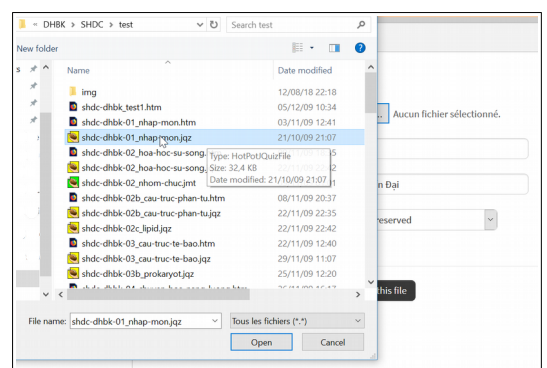 « DHBK > SHDC > test
Search test
New folder
Name
Date modified
img
12/08/18 22:18
shdc-dhbk_test1.htm
05/12/09 10:34
shdc-dhbk-01_nhap-mon.htm
03/11/09 12:41
shdc-dhbk-01_nhap-mon.jqz
21/10/09 21:07
shdc-dhbk-02_hoa-hoc-su-song.
Type: HotPotJQuizFile
shdc-dhbk-02_hoa-hoc-su-song.
Size: 32,4 KB
shdc-dhbk-02_nhom-chuc.jmt
Date modified: 21/10/09 21:07
shdc-dhbk-02b_cau-truc-phan-tu.htm
08/11/09 20:37
shdc-dhbk-02b_cau-truc-phan-tu.jqz
22/11/09 22:35
shdc-dhbk-02c_lipid.jqz
22/11/09 22:42
shdc-dhbk-03_cau-truc-te-bao.htm
22/11/09 12:40
shdc-dhbk-03_cau-truc-te-bao.jqz
29/11/09 11:07
shdc-dhbk-03b_prokaryot.jqz
25/11/09 12:20
File name: shdc-dhbk-01_nhap-mon.jqz
Tous les fichiers (*.*)
Open
Cancel
Aucun fichier sélectionné.
n Đại
reserved
this file